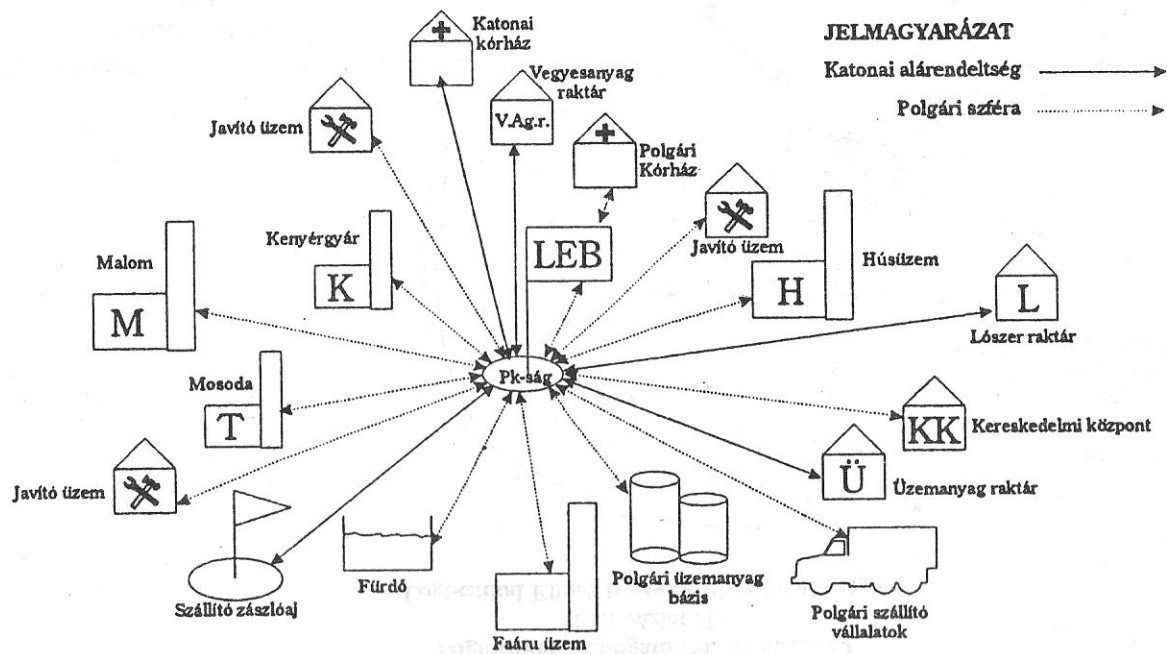 JELMAGYARÁZAT
Katonai alárendeltség
Polgári szféra
Katonai
kórház
Vegyesanyag
raktár
V.Ag.r.
Javító üzem
Polgári
Kórház
LEB
Javító üzem
Kenyérgyár
K
Malom
M
Húsüzem
H
L
Lószer raktár
Pk-ság
Mosoda
T
KK
Kereskedelmi központ
Javító üzem
Ü
Üzemanyag raktár
Szállító zászlóaj
Fürdő
Faáru üzem
Polgári üzemanyag
bázis
Polgári szállító
vállalatok